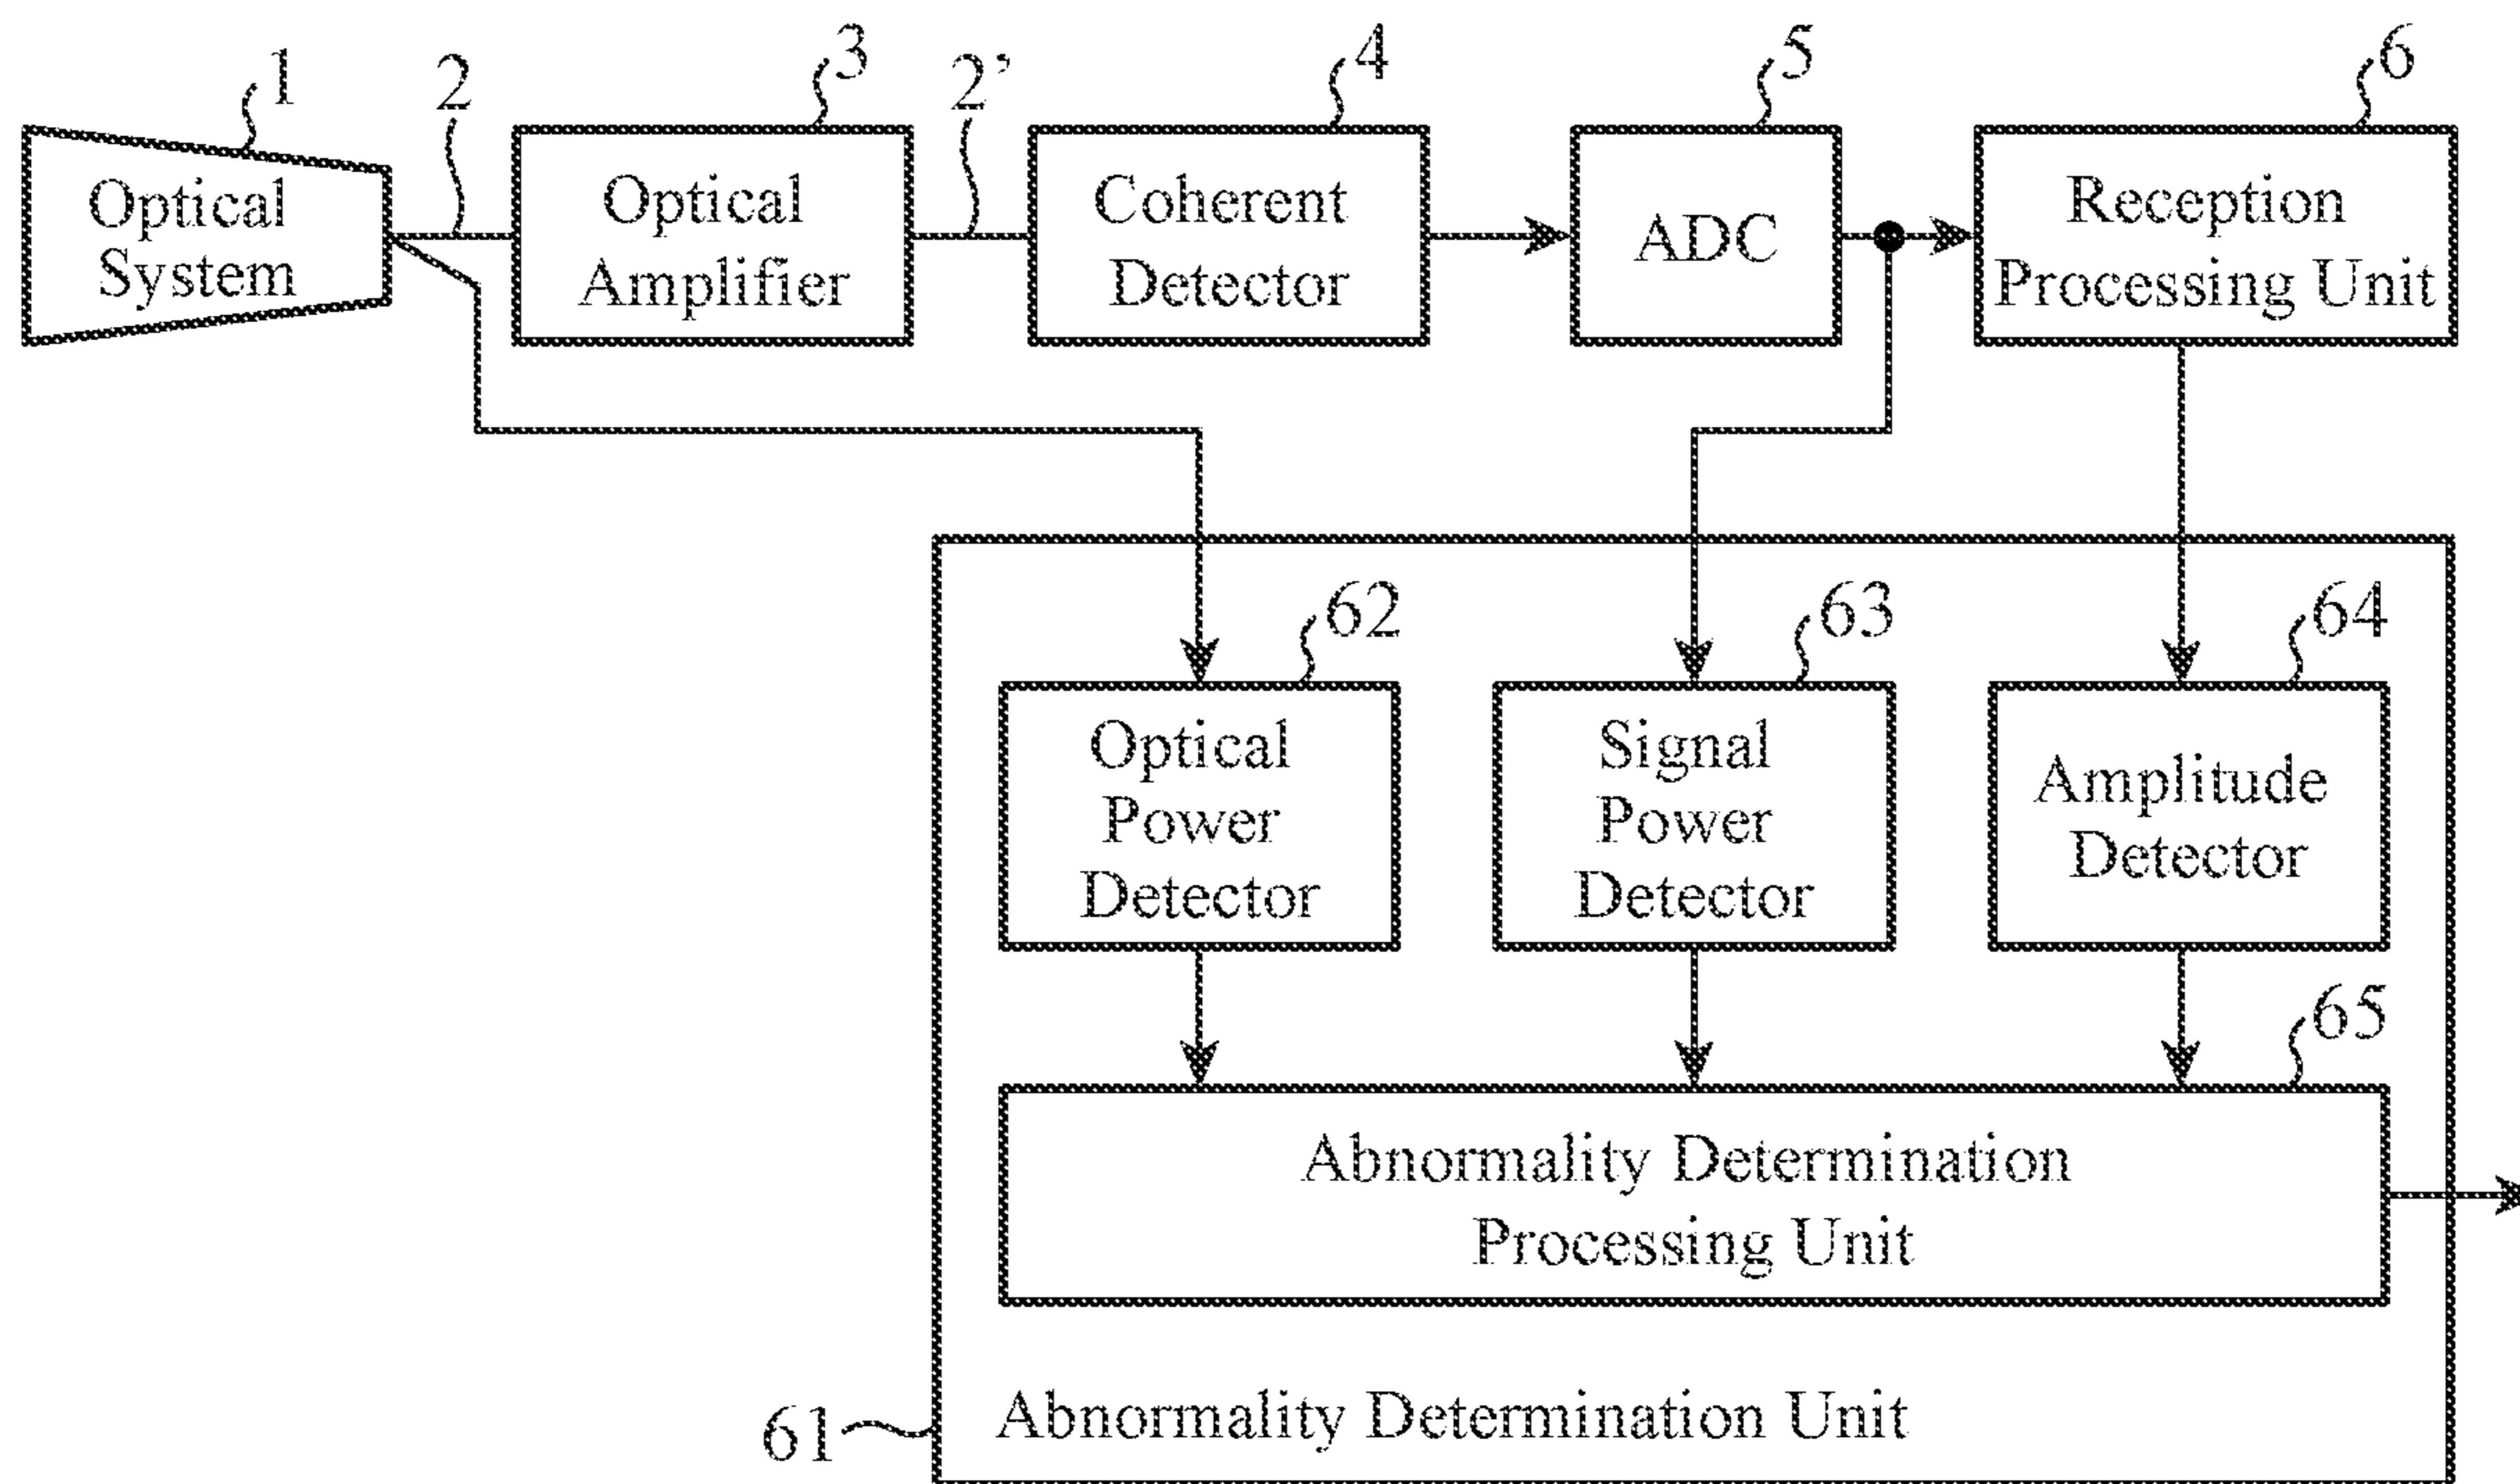 1
2
3
2’
4
5
6
Optical
System
Optical
Amplifier
Coherent
Detector
ADC
Reception
Processing Unit
62
63
64
Optical
Power
Detector
Signal
Power
Detector
Amplitude
Detector
65
Abnormality Determination
Processing Unit
61
Abnormality Determination Unit